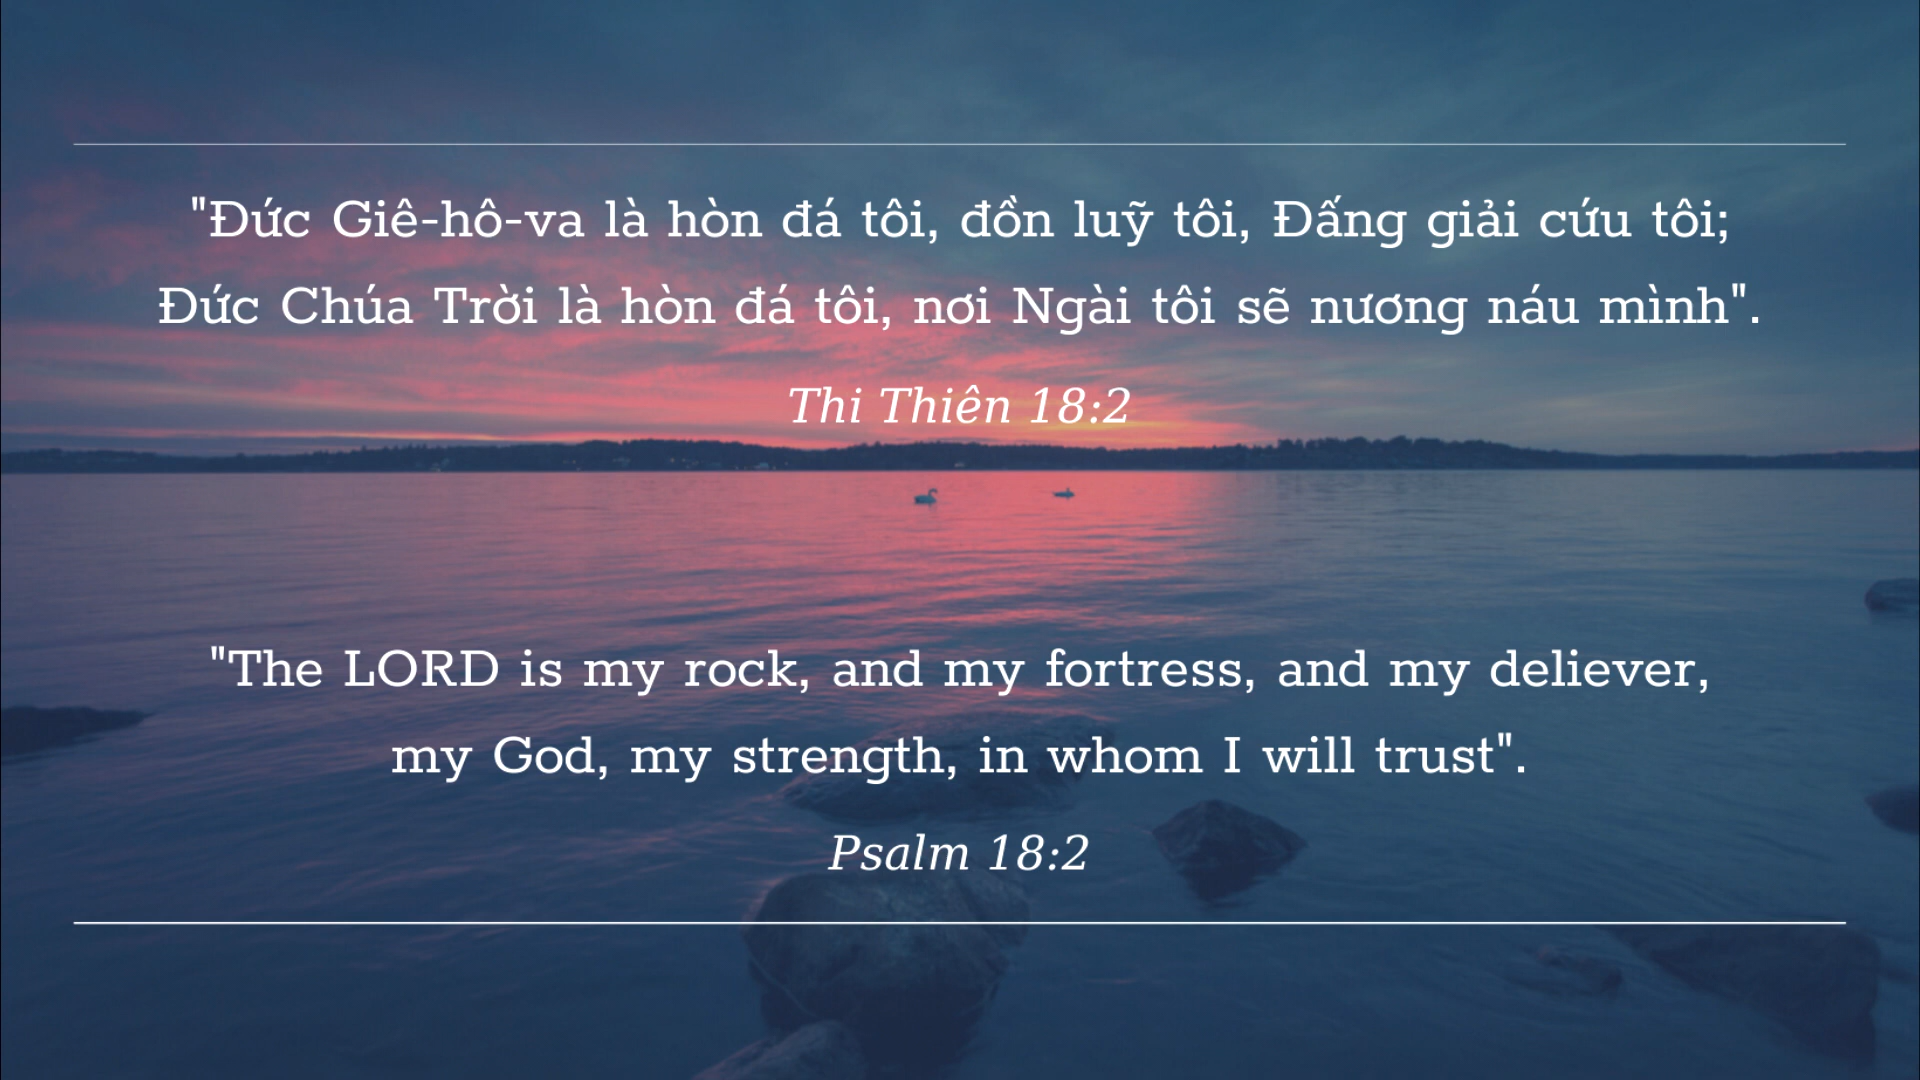 "Đức Giê-hô-va là hòn đá tôi, đồn luỹ tôi, Đấng giải cứu tôi;
Đức Chúa Trời là hòn đá tôi, nơi Ngài tôi sẽ nương náu mình".
Thi Thiên 18:2
"The LORD is my rock, and my fortress, and my deliever,
my God, my strength, in whom I will trust".
Psalm 18:2